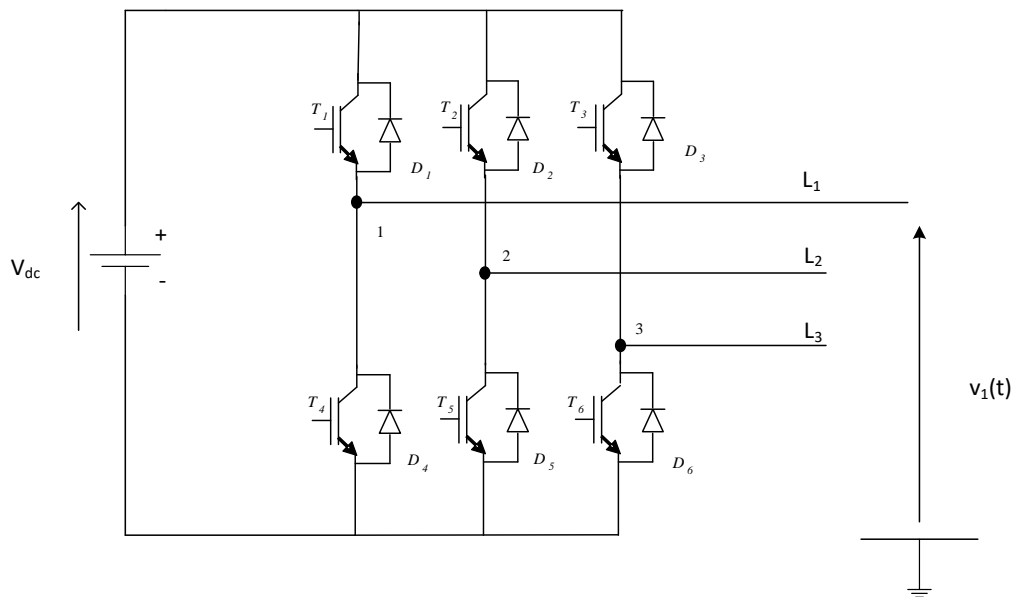 T₁
T₂
T₃
D₁
D₂
D₃
L₁
1
+
2
L₂
V_dc
-
3
L₃
v₁(t)
T₄
T₅
T₆
D₄
D₅
D₆